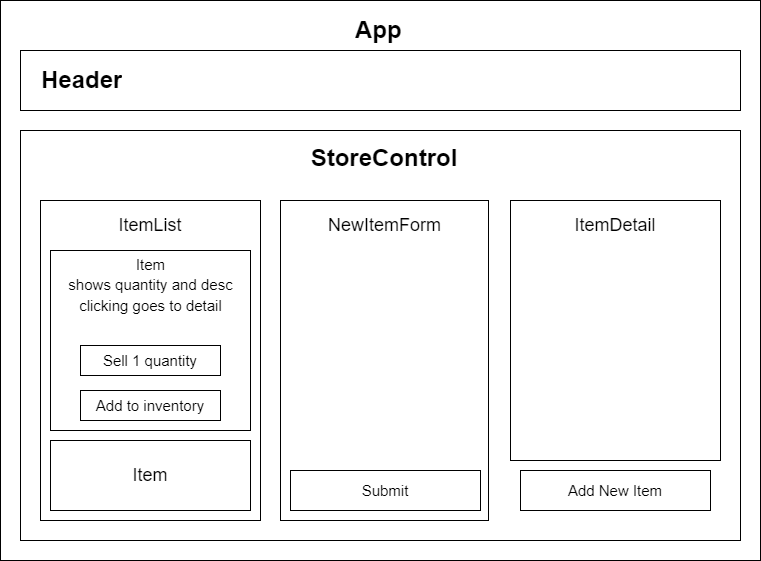 App
Header
StoreControl
ItemList
Item
shows quantity and desc
clicking goes to detail
Sell 1 quantity
Add to inventory
Item
NewItemForm
Submit
ItemDetail
Add New Item